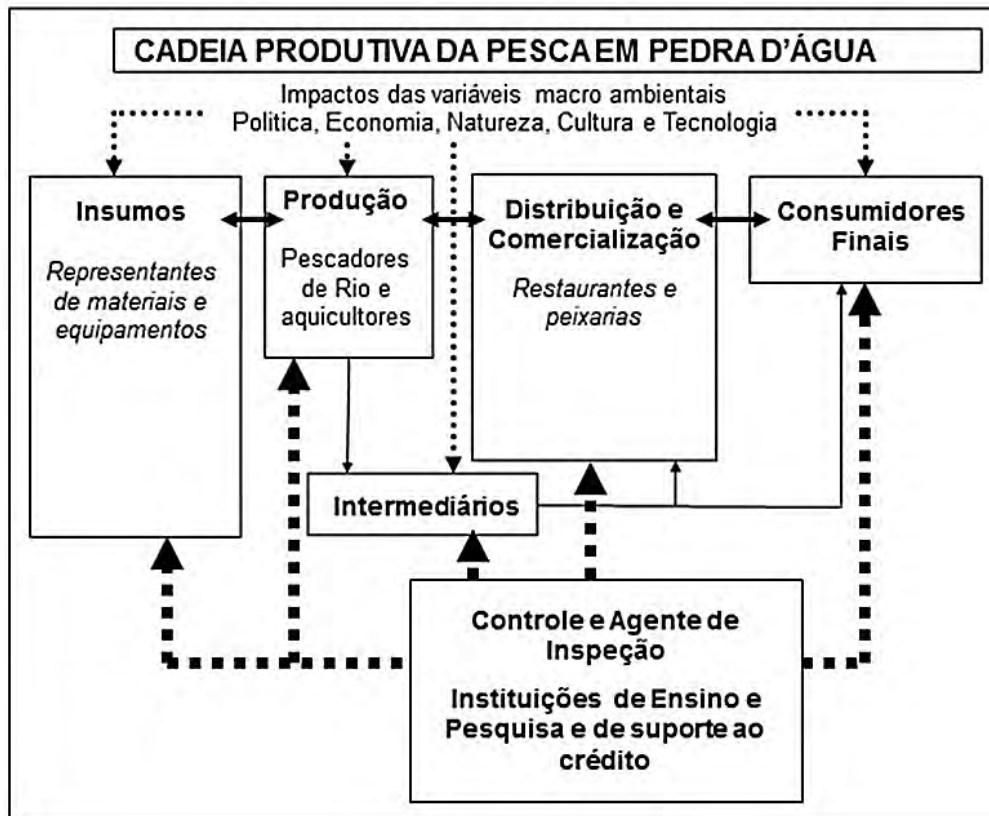 CADEIA PRODUTIVA DA PESCA EM PEDRA D’ÁGUA
Impactos das variáveis macro ambientais
Politica, Economia, Natureza, Cultura e Tecnologia
Insumos
Representantes
de materiais e
equipamentos
Produção
Pescadores
de Rio e
aquicultores
Distribuição e
Comercialização
Restaurantes e
peixarias
Consumidores
Finais
Intermediários
Controle e Agente de
Inspeção
Instituições de Ensino e
Pesquisa e de suporte ao
crédito